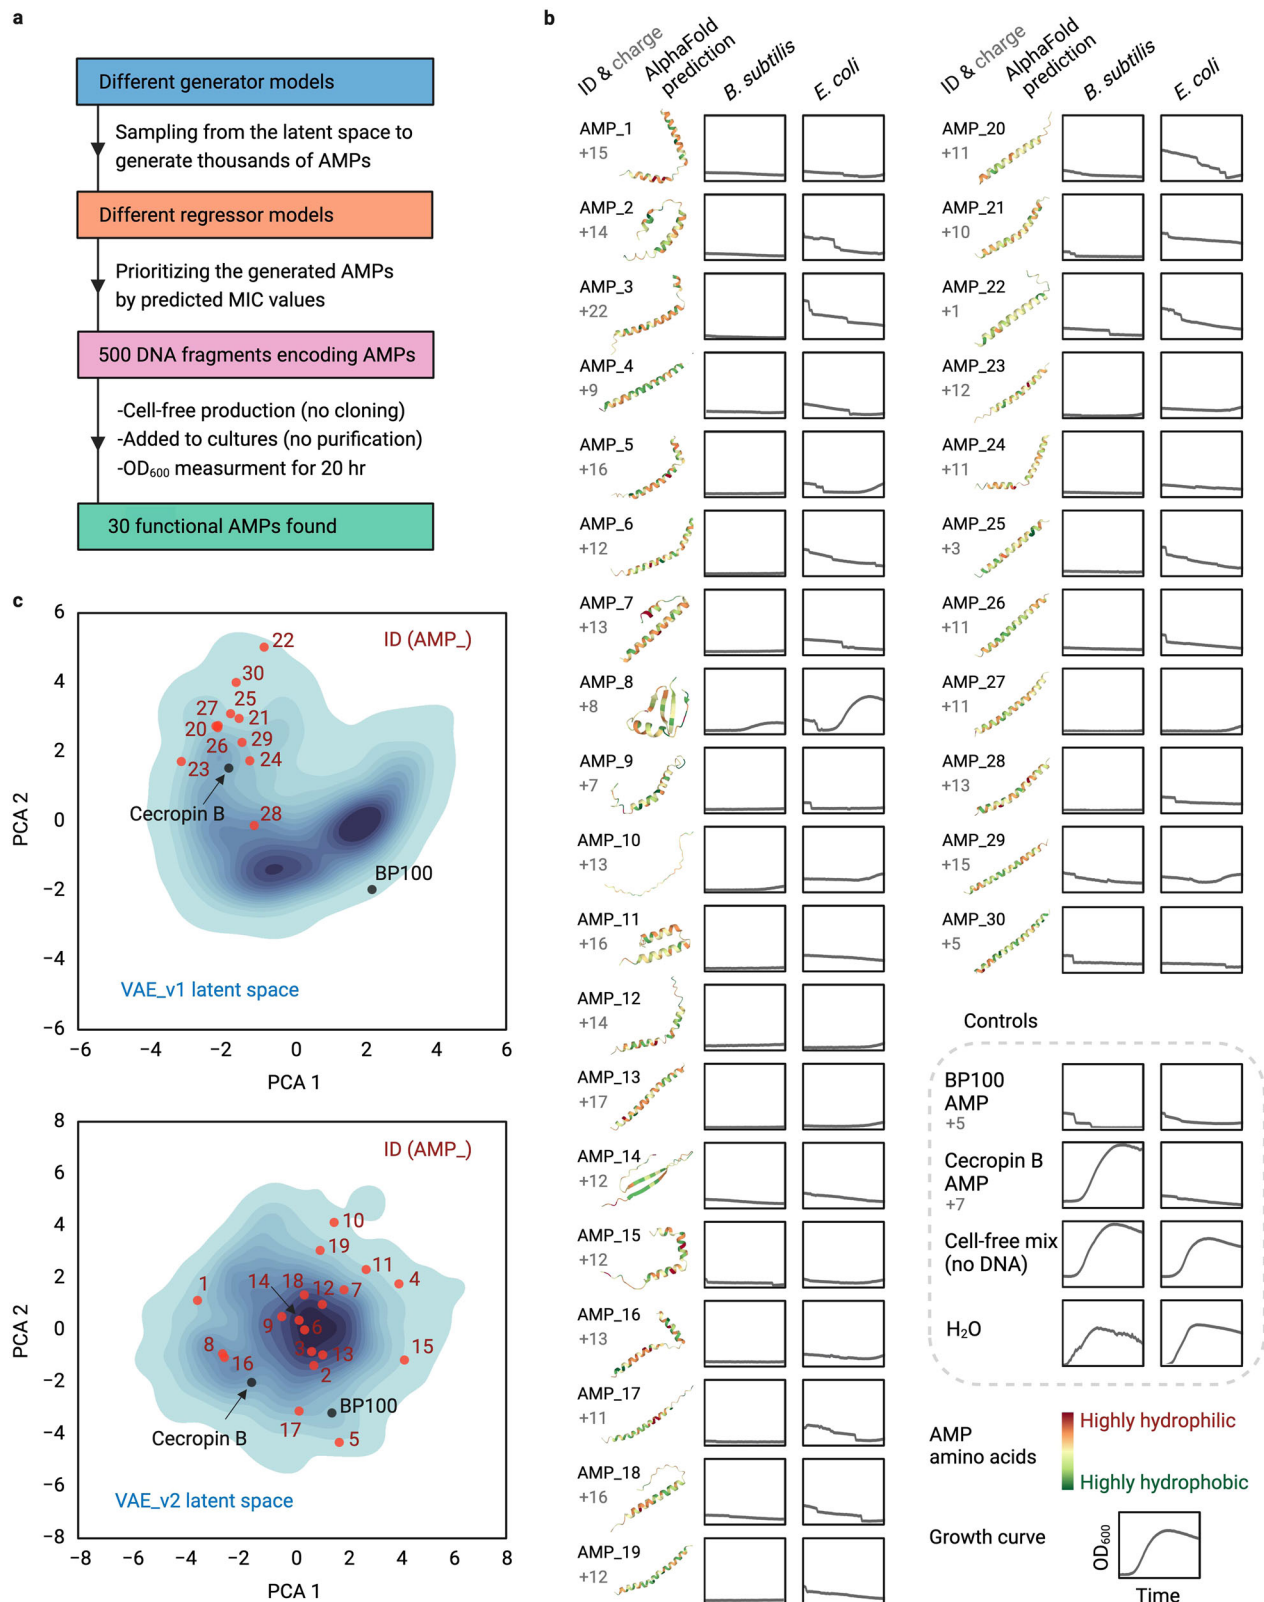 a
Different generator models
Sampling from the latent space to
generate thousands of AMPs
Different regressor models
Prioritizing the generated AMPs
by predicted MIC values
500 DNA fragments encoding AMPs
-Cell-free production (no cloning)
-Added to cultures (no purification)
-OD600 measurment for 20 hr
30 functional AMPs found
b
ID & charge
AlphaFold
prediction
B. subtilis
E. coli
AMP_1
+15
AMP_2
+14
AMP_3
+22
AMP_4
+9
AMP_5
+16
AMP_6
+12
AMP_7
+13
AMP_8
+8
AMP_9
+7
AMP_10
+13
AMP_11
+16
AMP_12
+14
AMP_13
+17
AMP_14
+12
AMP_15
+12
AMP_16
+13
AMP_17
+11
AMP_18
+16
AMP_19
+12
ID & charge
AlphaFold
prediction
B. subtilis
E. coli
AMP_20
+11
AMP_21
+10
AMP_22
+1
AMP_23
+12
AMP_24
+11
AMP_25
+3
AMP_26
+11
AMP_27
+11
AMP_28
+13
AMP_29
+15
AMP_30
+5
Controls
BP100
AMP
+5
Cecropin B
AMP
+7
Cell-free mix
(no DNA)
H₂O
AMP
amino acids
Highly hydrophilic
Highly hydrophobic
Growth curve
OD600
Time
c
6
4
2
0
−2
−4
−6
PCA 2
ID (AMP_)
22
30
25
27
21
20
29
26
24
23
Cecropin B
28
BP100
VAE_v1 latent space
−6 −4 −2 0 2 4 6
PCA 1
8
6
4
2
0
−2
−4
−6
−8
PCA 2
ID (AMP_)
10
19
11
14 18 12 7 4
1
9 6
8 3 13 15
16 2
BP100
17
Cecropin B
5
VAE_v2 latent space
−8 −6 −4 −2 0 2 4 6 8
PCA 1